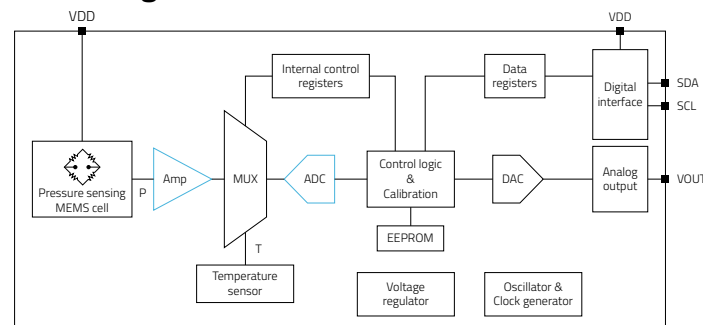 VDD
VDD
Internal control
registers
Data
registers
Digital
interface
SDA
SCL
Pressure sensing
MEMS cell
P
Amp
MUX
ADC
Control logic
&
Calibration
DAC
Analog
output
VOUT
EEPROM
T
Temperature
sensor
Voltage
regulator
Oscillator &
Clock generator